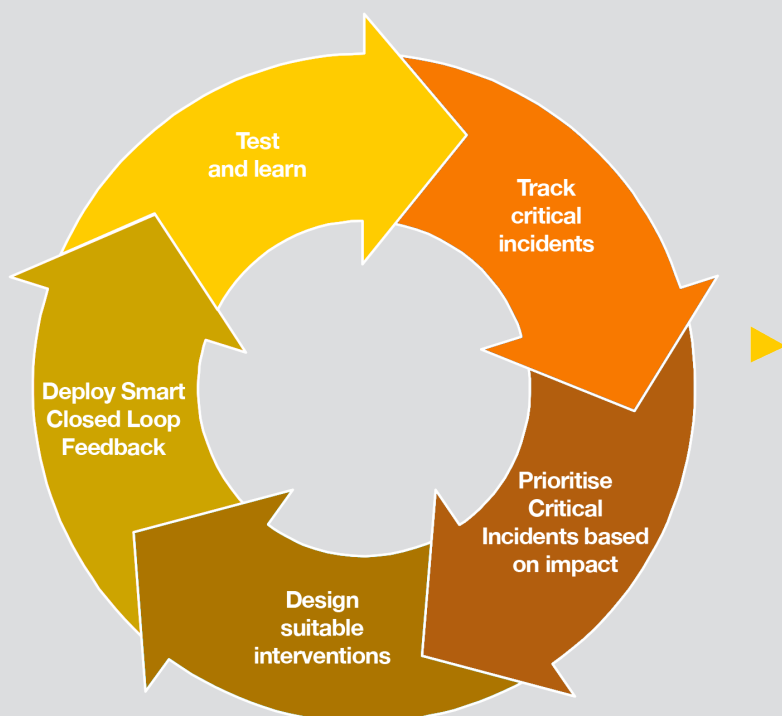 Test
and learn
Track
critical
incidents
Prioritise
Critical
Incidents based
on impact
Design
suitable
interventions
Deploy Smart
Closed Loop
Feedback